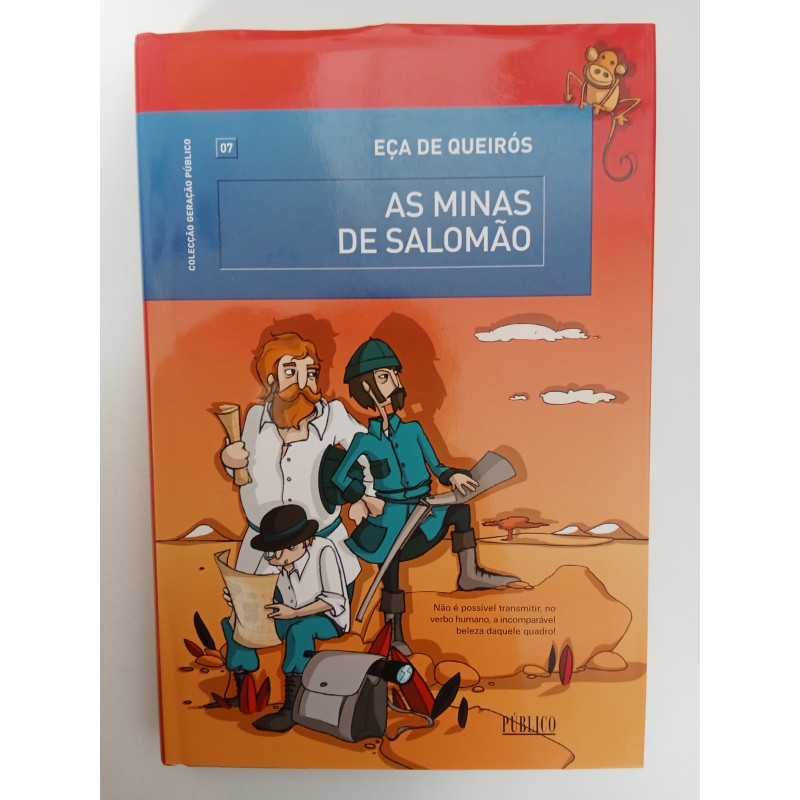 COLECÇÃO GERAÇÃO PÚBLICO
07
EÇA DE QUEIRÓS
AS MINAS
DE SALOMÃO
Não é possível transmitir, no
verbo humano, a incomparável
beleza daquele quadro!
PÚBLICO